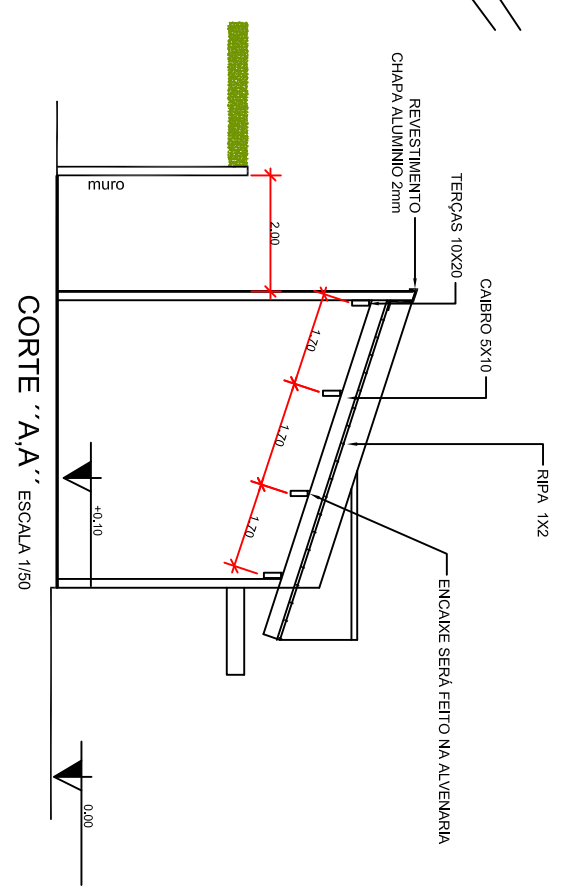 REVESTIMENTO
CHAPA ALUMINIO 2mm
TERÇAS 10X20
CAIBRO 5X10
RIPA 1X2
ENCAIXE SERÁ FEITO NA ALVENARIA
muro
2.00
1.70
1.70
1.70
+0.10
0.00
CORTE ´´A,A´´ ESCALA 1/50